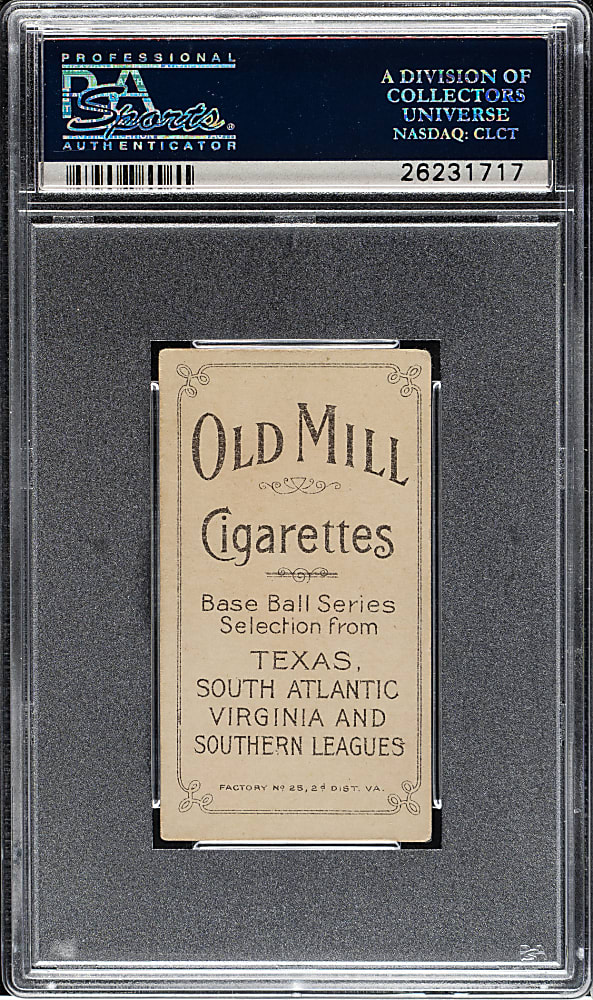 PROFESSIONAL
PSA
Sports®
AUTHENTICATOR
A DIVISION OF
COLLECTORS
UNIVERSE
NASDAQ: CLCT
26231717
OLD MILL
Cigarettes
Base Ball Series
Selection from
TEXAS,
SOUTH ATLANTIC
VIRGINIA AND
SOUTHERN LEAGUES
FACTORY Nº 25, 2d DIST. VA.
PSA